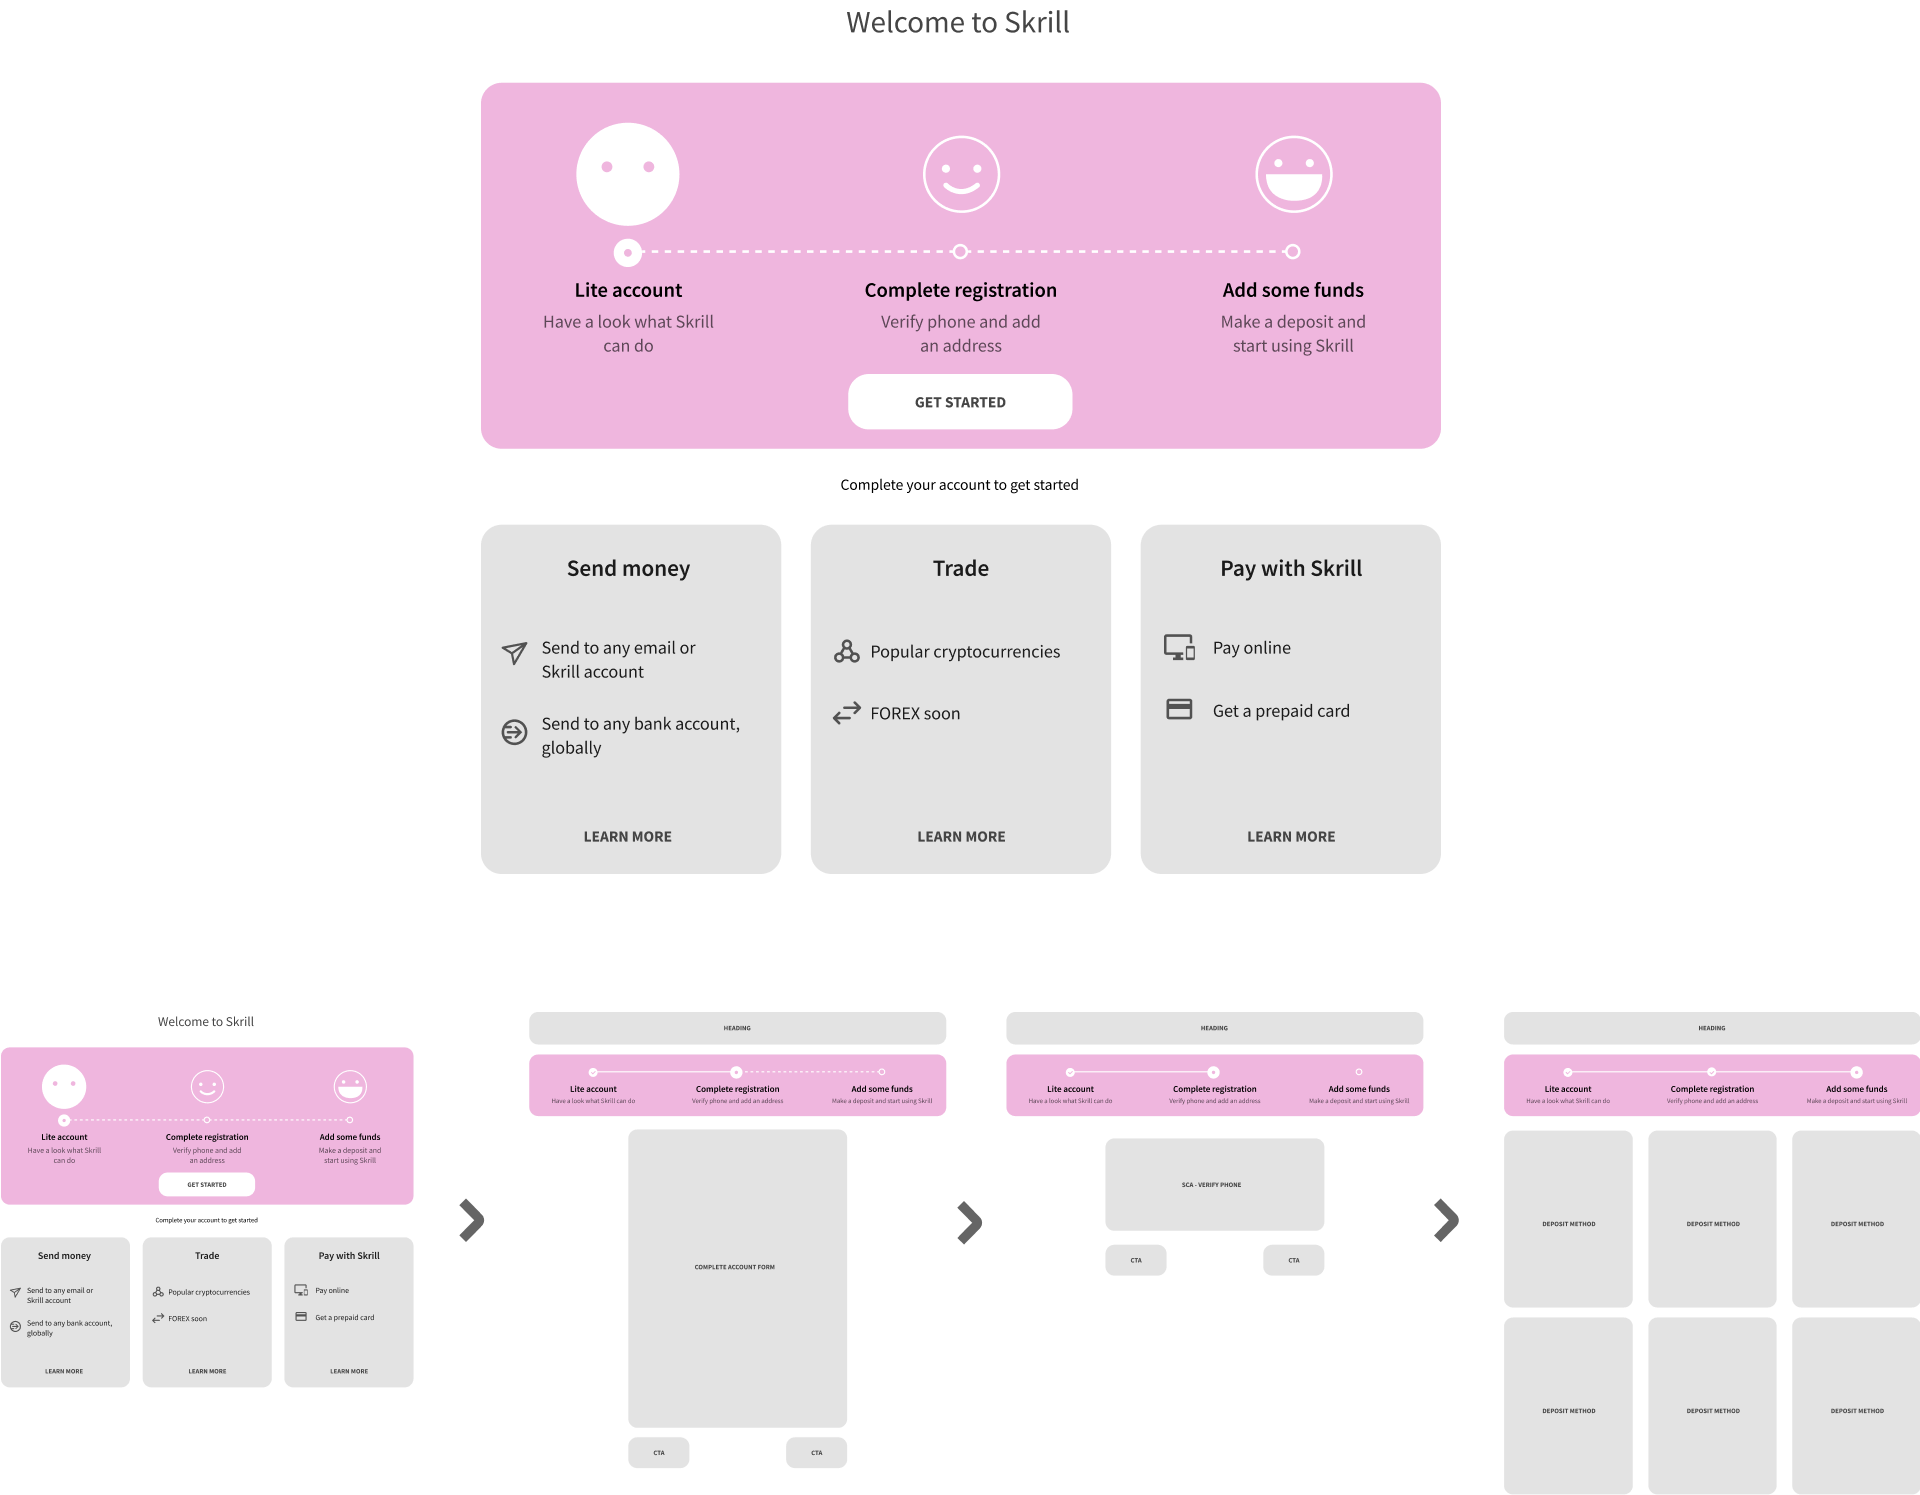 Welcome to Skrill
Lite account
Have a look what Skrill
can do
Complete registration
Verify phone and add
an address
Add some funds
Make a deposit and
start using Skrill
GET STARTED
Complete your account to get started
Send money
Send to any email or
Skrill account
Send to any bank account,
globally
LEARN MORE
Trade
Popular cryptocurrencies
FOREX soon
LEARN MORE
Pay with Skrill
Pay online
Get a prepaid card
LEARN MORE
Welcome to Skrill
Lite account
Have a look what Skrill
can do
Complete registration
Verify phone and add
an address
Add some funds
Make a deposit and
start using Skrill
GET STARTED
Complete your account to get started
Send money
Send to any email or
Skrill account
Send to any bank account,
globally
LEARN MORE
Trade
Popular cryptocurrencies
FOREX soon
LEARN MORE
Pay with Skrill
Pay online
Get a prepaid card
LEARN MORE
HEADING
Lite account
Have a look what Skrill can do
Complete registration
Verify phone and add an address
Add some funds
Make a deposit and start using Skrill
COMPLETE ACCOUNT FORM
CTA
CTA
HEADING
Lite account
Have a look what Skrill can do
Complete registration
Verify phone and add an address
Add some funds
Make a deposit and start using Skrill
SCA - VERIFY PHONE
CTA
CTA
HEADING
Lite account
Have a look what Skrill can do
Complete registration
Verify phone and add an address
Add some funds
Make a deposit and start using Skrill
DEPOSIT METHOD
DEPOSIT METHOD
DEPOSIT METHOD
DEPOSIT METHOD
DEPOSIT METHOD
DEPOSIT METHOD